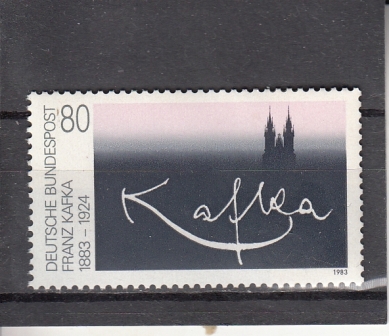 80
DEUTSCHE BUNDESPOST
FRANZ KAFKA
1883 – 1924
Kafka
1983